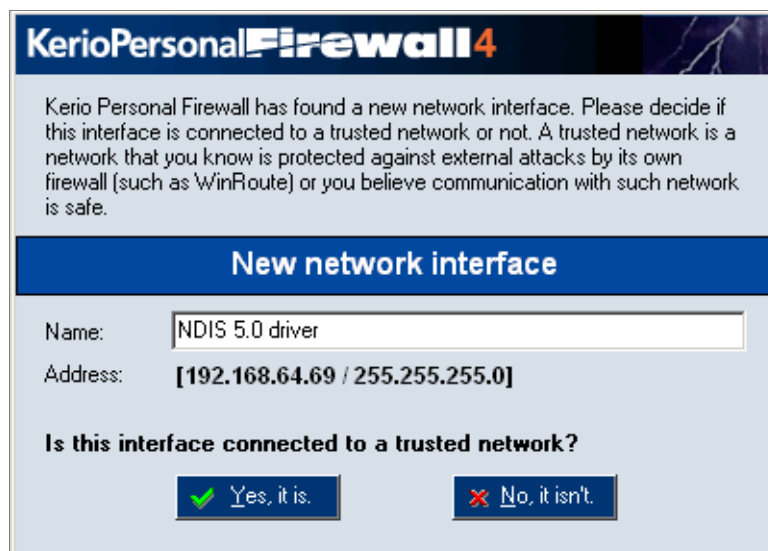 KerioPersonalFirewall4
Kerio Personal Firewall has found a new network interface. Please decide if
this interface is connected to a trusted network or not. A trusted network is a
network that you know is protected against external attacks by its own
firewall (such as WinRoute) or you believe communication with such network
is safe.
New network interface
Name: NDIS 5.0 driver
Address: [192.168.64.69 / 255.255.255.0]
Is this interface connected to a trusted network?
Yes, it is. No, it isn't.